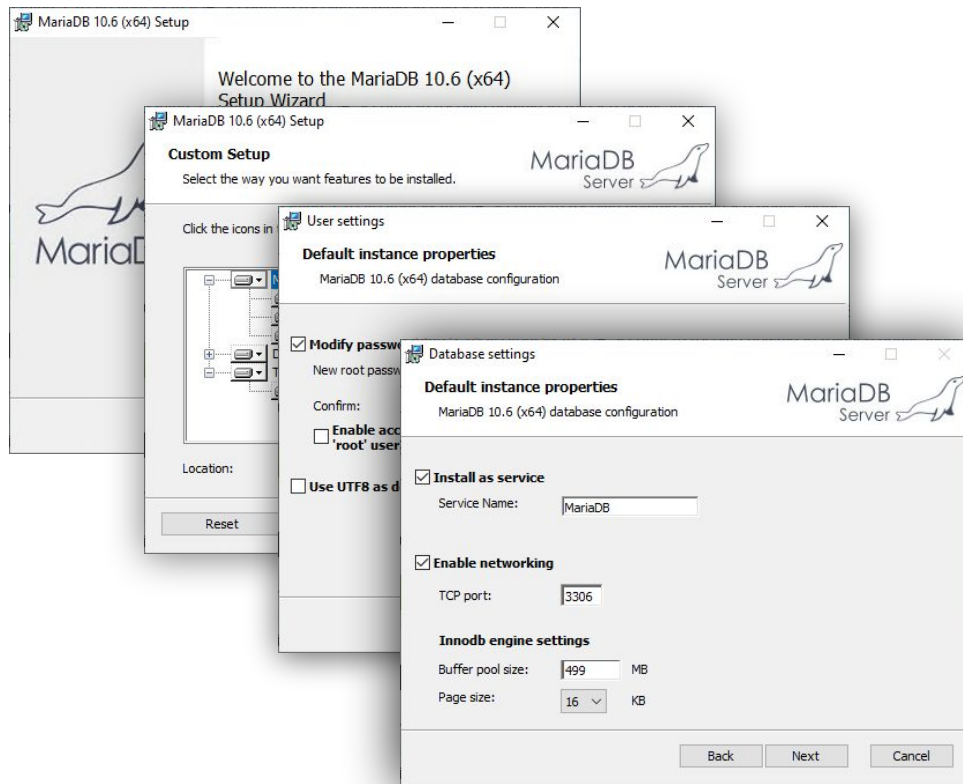 MariaDB 10.6 (x64) Setup
Welcome to the MariaDB 10.6 (x64)
Setup Wizard
MariaDB 10.6 (x64) Setup
Custom Setup
Select the way you want features to be installed.
MariaDB
Server
Click the icons in
Location:
Reset
User settings
Default instance properties
MariaDB 10.6 (x64) database configuration
MariaDB
Server
Modify
New root
Confirm:
Enable
'root' user
Use UTF8 as
Database settings
Default instance properties
MariaDB 10.6 (x64) database configuration
MariaDB
Server
Install as service
Service Name: MariaDB
Enable networking
TCP port: 3306
Innodb engine settings
Buffer pool size: 499 MB
Page size: 16 KB
Back Next Cancel